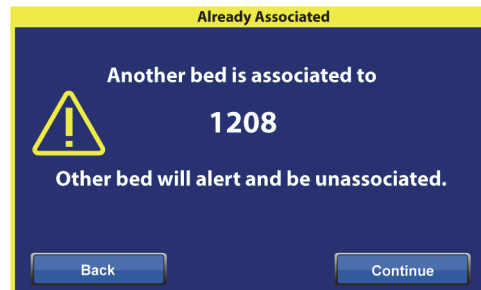 Already Associated
Another bed is associated to
1208
Other bed will alert and be unassociated.
Back
Continue